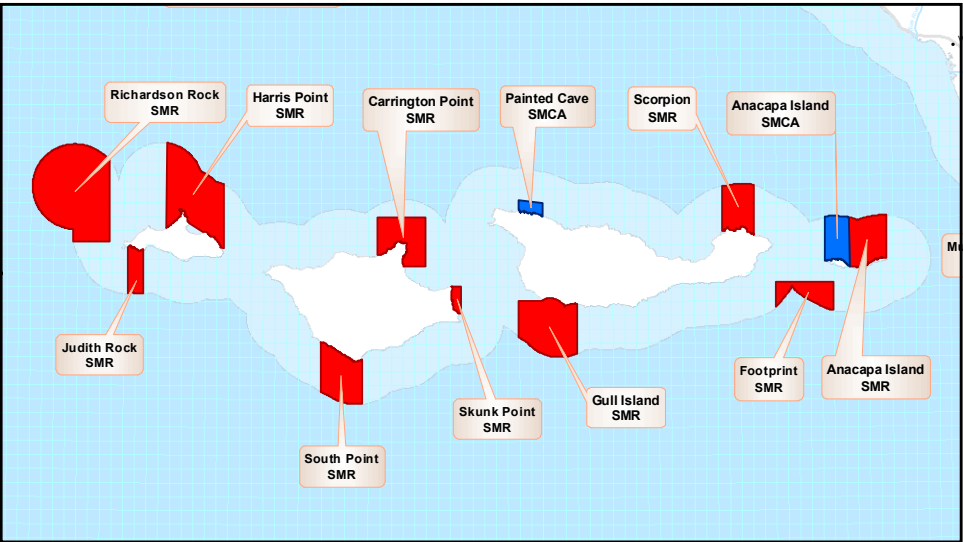 Richardson Rock
SMR
Harris Point
SMR
Carrington Point
SMR
Painted Cave
SMCA
Scorpion
SMR
Anacapa Island
SMCA
Judith Rock
SMR
South Point
SMR
Skunk Point
SMR
Gull Island
SMR
Footprint
SMR
Anacapa Island
SMR